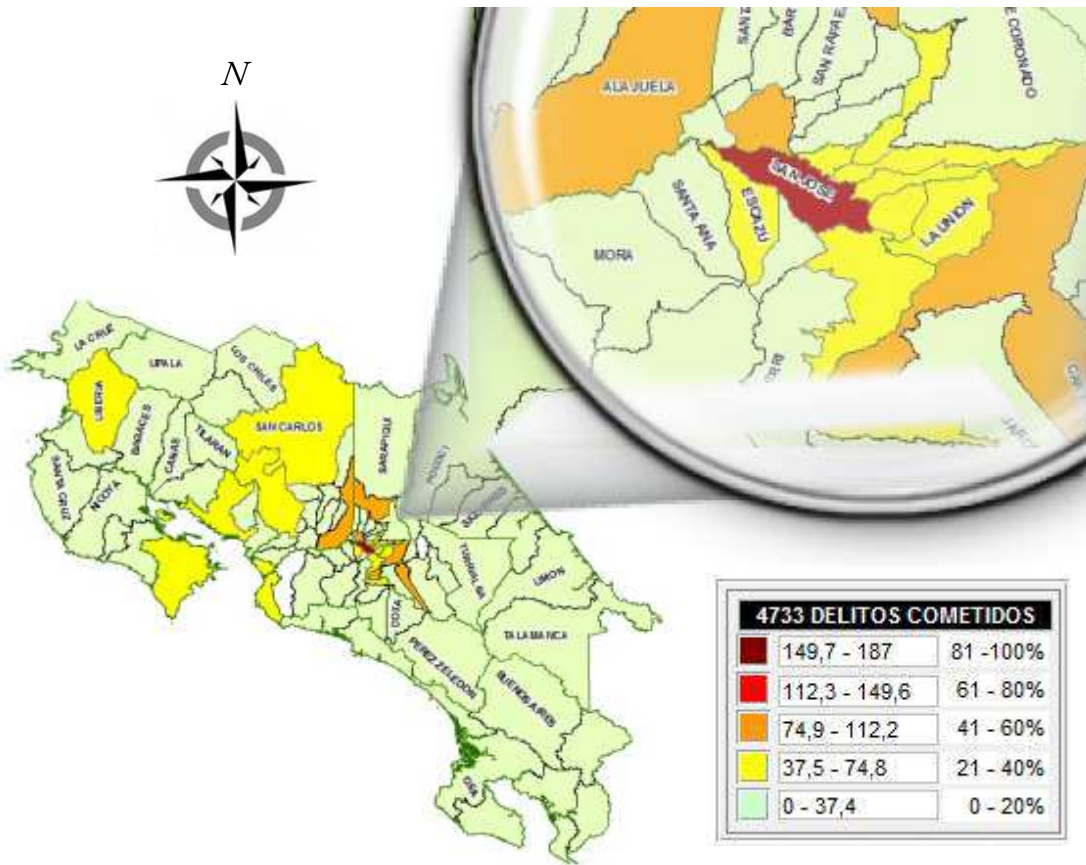 N
ALAJUELA
SAN RAFAEL
E CORONADO
SAN JOSE
SANTA ANA
ESCAZU
LA UNION
MORA
LA CRUZ
UPALA
LOS CHILES
LIBERIA
BAGACES
CAÑAS
TILARAN
SAN CARLOS
SARAPIQUI
SANTA CRUZ
NICOYA
TURRIALBA
LIMON
DOTA
TALAMANCA
PEREZ ZELEDON
BUENOS AIRES
OSA
4733 DELITOS COMETIDOS
149,7 - 187 81 -100%
112,3 - 149,6 61 - 80%
74,9 - 112,2 41 - 60%
37,5 - 74,8 21 - 40%
0 - 37,4 0 - 20%